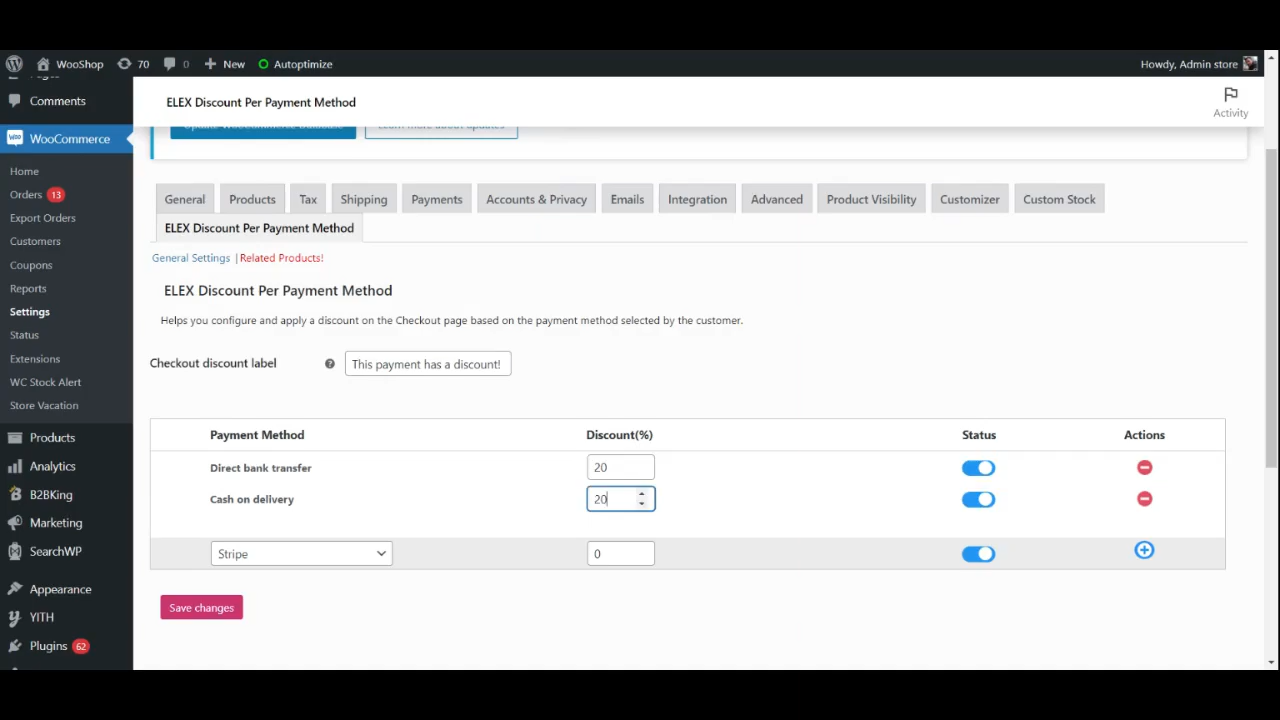 WooShop 70 0 New Autoptimize Howdy, Admin store
Comments
WooCommerce
Home
Orders 13
Export Orders
Customers
Coupons
Reports
Settings
Status
Extensions
WC Stock Alert
Store Vacation
Products
Analytics
B2BKing
Marketing
SearchWP
Appearance
YITH
Plugins 62
ELEX Discount Per Payment Method
Activity
General Products Tax Shipping Payments Accounts & Privacy Emails Integration Advanced Product Visibility Customizer Custom Stock
ELEX Discount Per Payment Method
General Settings | Related Products!
ELEX Discount Per Payment Method
Helps you configure and apply a discount on the Checkout page based on the payment method selected by the customer.
Checkout discount label ? This payment has a discount!
Payment Method Discount(%) Status Actions
Direct bank transfer 20
Cash on delivery 20
Stripe 0
Save changes